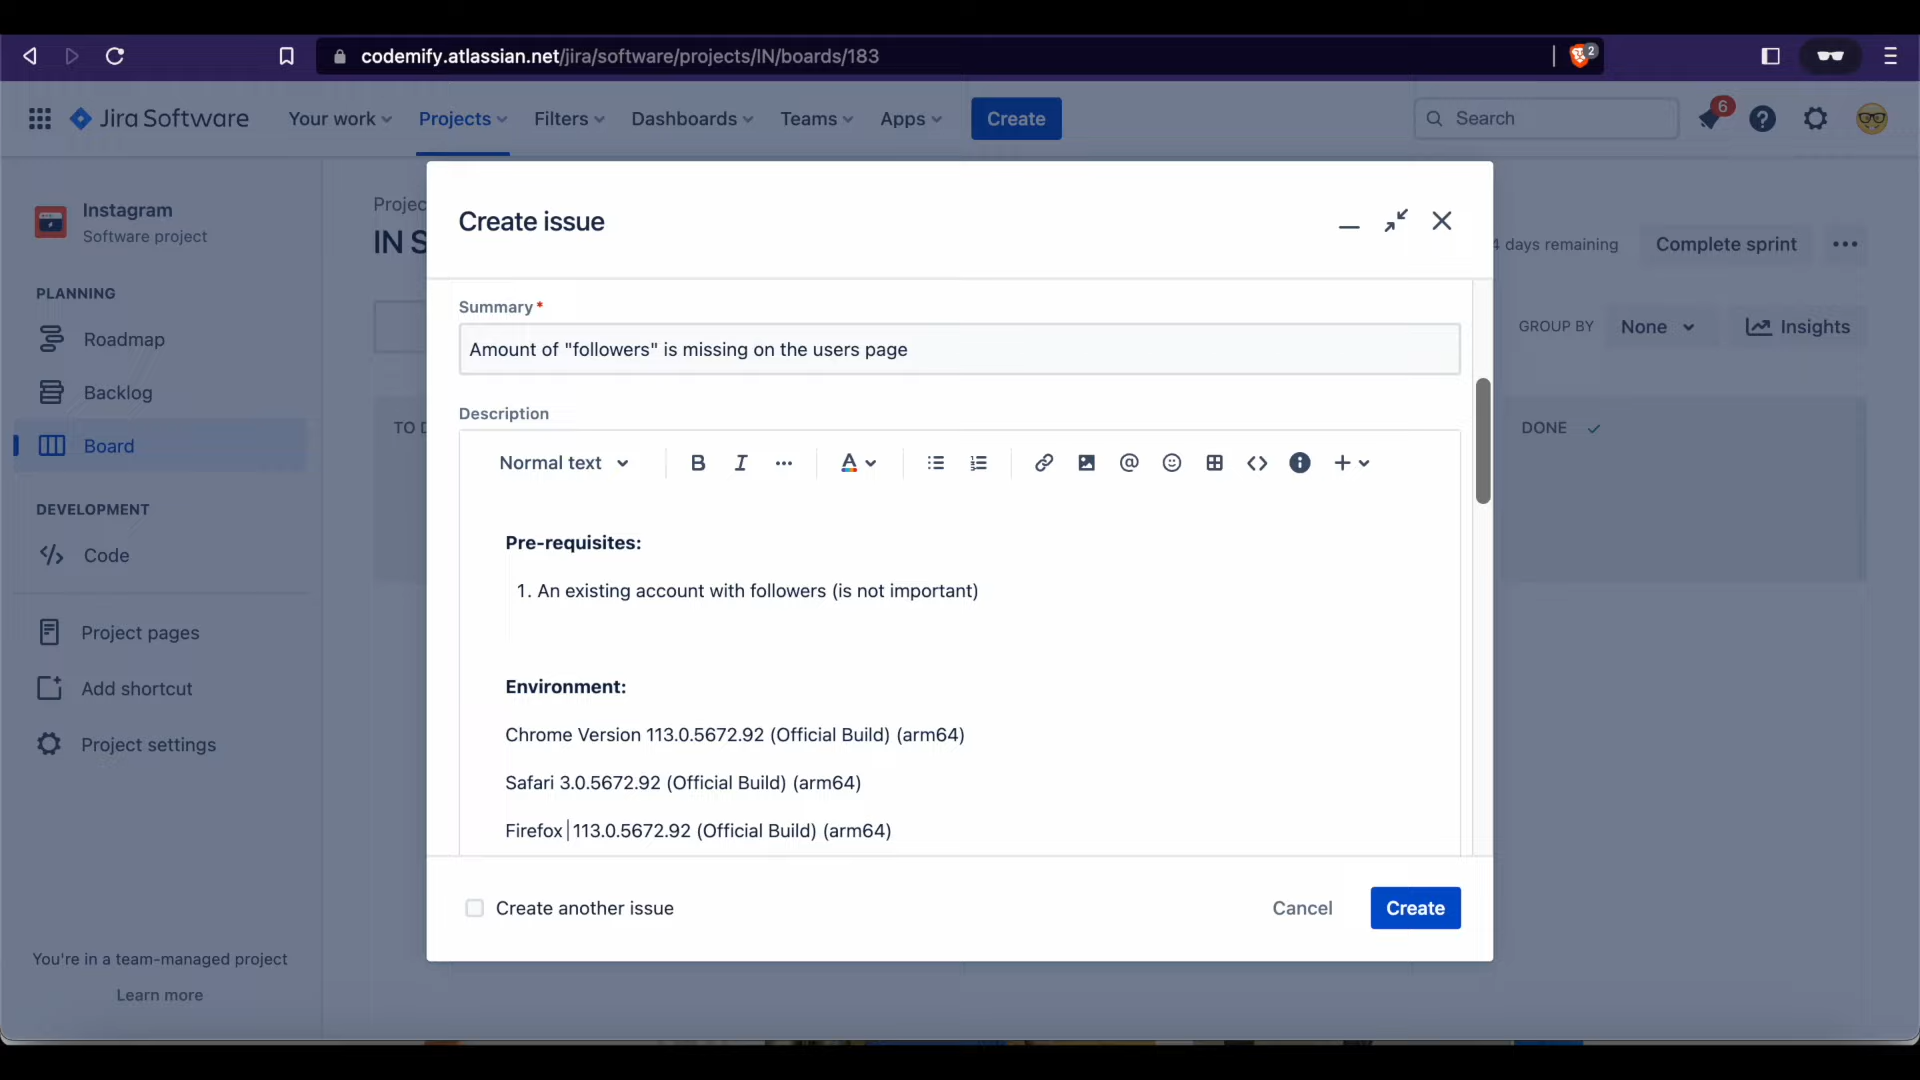 codemify.atlassian.net/jira/software/projects/IN/boards/183
2
Jira Software
Your work
Projects
Filters
Dashboards
Teams
Apps
Create
Search
6
Instagram
Software project
PLANNING
Roadmap
Backlog
Board
DEVELOPMENT
Code
Project pages
Add shortcut
Project settings
You're in a team-managed project
Learn more
Projec
IN S
days remaining
Complete sprint
GROUP BY
None
Insights
TO D
DONE
Create issue
Summary*
Amount of "followers" is missing on the users page
Description
Normal text
Pre-requisites:
1. An existing account with followers (is not important)
Environment:
Chrome Version 113.0.5672.92 (Official Build) (arm64)
Safari 3.0.5672.92 (Official Build) (arm64)
Firefox 113.0.5672.92 (Official Build) (arm64)
Create another issue
Cancel
Create